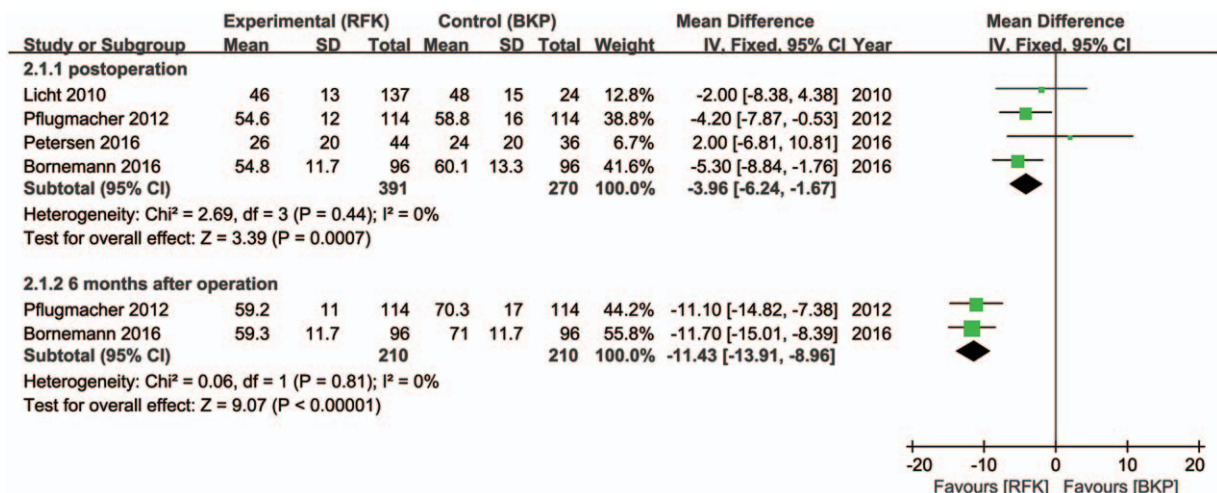 Experimental (RFK) Control (BKP) Mean Difference Mean Difference
Study or Subgroup Mean SD Total Mean SD Total Weight IV, Fixed, 95% CI Year IV, Fixed, 95% CI
2.1.1 postoperation
Licht 2010 46 13 137 48 15 24 12.8% -2.00 [-8.38, 4.38] 2010
Pflugmacher 2012 54.6 12 114 58.8 16 114 38.8% -4.20 [-7.87, -0.53] 2012
Petersen 2016 26 20 44 24 20 36 6.7% 2.00 [-6.81, 10.81] 2016
Bornemann 2016 54.8 11.7 96 60.1 13.3 96 41.6% -5.30 [-8.84, -1.76] 2016
Subtotal (95% CI) 391 270 100.0% -3.96 [-6.24, -1.67]
Heterogeneity: Chi² = 2.69, df = 3 (P = 0.44); I² = 0%
Test for overall effect: Z = 3.39 (P = 0.0007)
2.1.2 6 months after operation
Pflugmacher 2012 59.2 11 114 70.3 17 114 44.2% -11.10 [-14.82, -7.38] 2012
Bornemann 2016 59.3 11.7 96 71 11.7 96 55.8% -11.70 [-15.01, -8.39] 2016
Subtotal (95% CI) 210 210 100.0% -11.43 [-13.91, -8.96]
Heterogeneity: Chi² = 0.06, df = 1 (P = 0.81); I² = 0%
Test for overall effect: Z = 9.07 (P < 0.00001)
-20 -10 0 10 20
Favours [RFK] Favours [BKP]